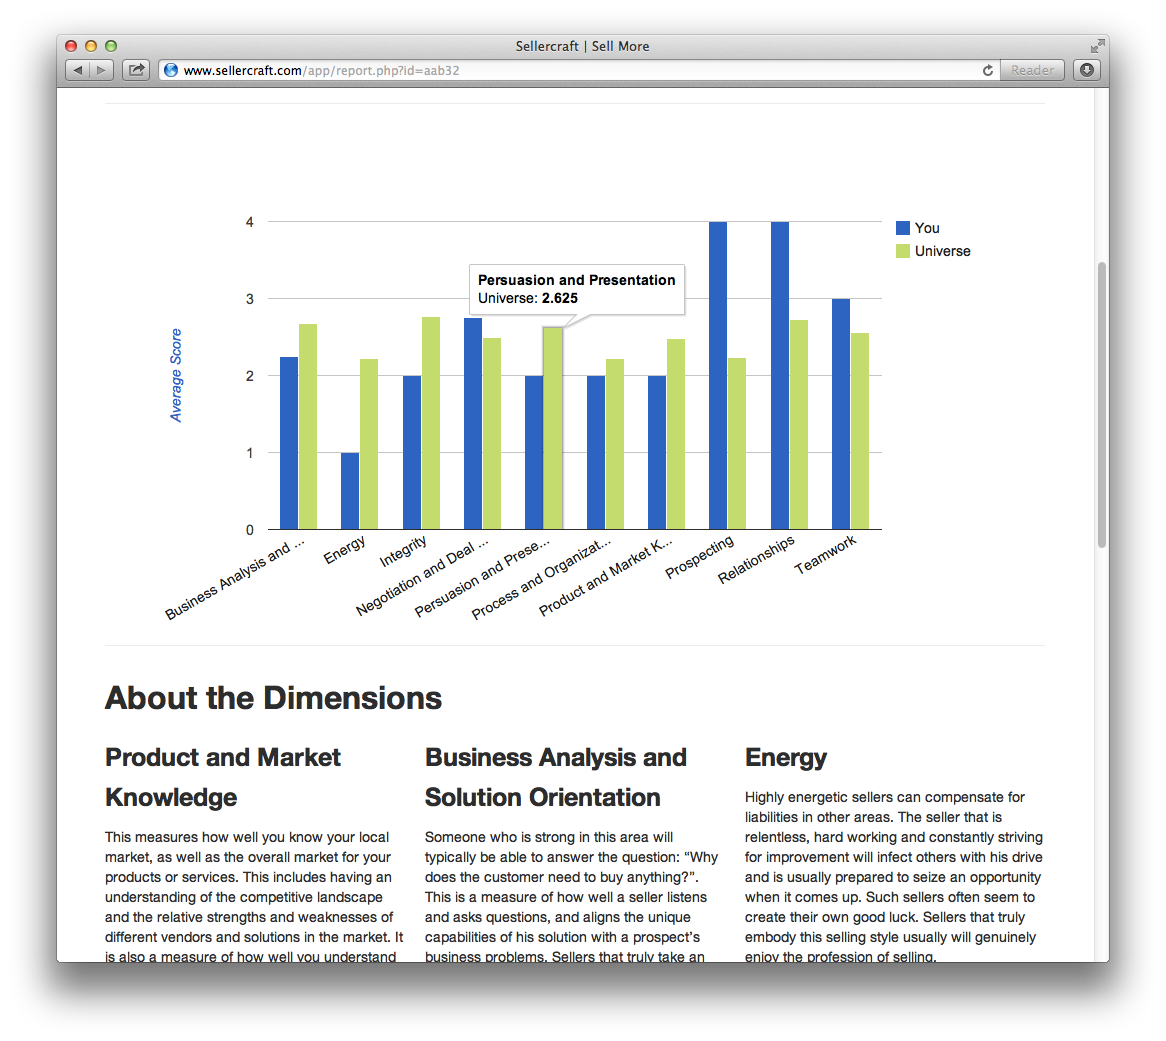 Sellercraft | Sell More
www.sellercraft.com/app/report.php?id=aab32
Reader
4
3
2
1
0
Average Score
You
Universe
Persuasion and Presentation
Universe: 2.625
Business Analysis and ...
Energy
Integrity
Negotiation and Deal ...
Persuasion and Prese...
Process and Organizat...
Product and Market K...
Prospecting
Relationships
Teamwork
About the Dimensions
Product and Market
Knowledge
This measures how well you know your local
market, as well as the overall market for your
products or services. This includes having an
understanding of the competitive landscape
and the relative strengths and weaknesses of
different vendors and solutions in the market. It
is also a measure of how well you understand
Business Analysis and
Solution Orientation
Someone who is strong in this area will
typically be able to answer the question: “Why
does the customer need to buy anything?”.
This is a measure of how well a seller listens
and asks questions, and aligns the unique
capabilities of his solution with a prospect’s
business problems. Sellers that truly take an
Energy
Highly energetic sellers can compensate for
liabilities in other areas. The seller that is
relentless, hard working and constantly striving
for improvement will infect others with his drive
and is usually prepared to seize an opportunity
when it comes up. Such sellers often seem to
create their own good luck. Sellers that truly
embody this selling style usually will genuinely
enjoy the profession of selling.